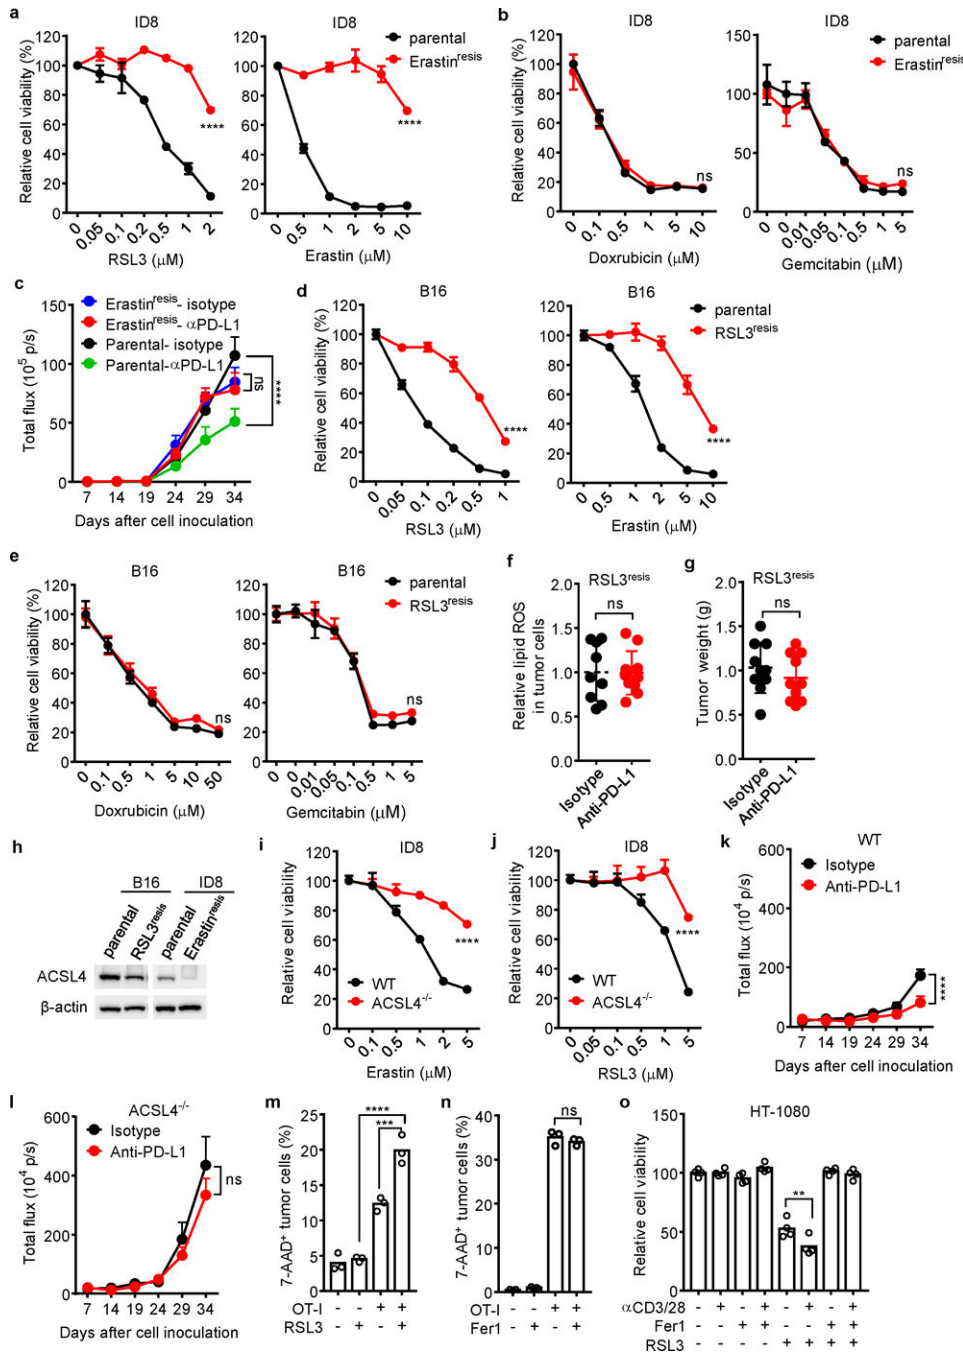 a
ID8
ID8
Relative cell viability (%)
120
100
80
60
40
20
0
0
0.05
0.1
0.2
0.5
1
2
RSL3 (μM)
****
Relative cell viability (%)
120
100
80
60
40
20
0
0
0.5
1
2
5
10
Erastin (μM)
****
parental
Erastinresis
b
ID8
ID8
Relative cell viability (%)
120
100
80
60
40
20
0
0
0.1
0.5
1
5
10
Doxrubicin (μM)
ns
150
100
50
0
0
0
0.01
0.05
0.1
0.5
1
5
Gemcitabin (μM)
ns
parental
Erastinresis
c
Erastinresis- isotype
Erastinresis- αPD-L1
Parental- isotype
Parental-αPD-L1
Total flux (10⁵ p/s)
150
100
50
0
7
14
19
24
29
34
Days after cell inoculation
ns
****
d
B16
B16
Relative cell viability (%)
120
100
80
60
40
20
0
0
0.05
0.1
0.2
0.5
1
RSL3 (μM)
****
120
100
80
60
40
20
0
0
0.5
1
2
5
10
Erastin (μM)
****
parental
RSL3resis
e
B16
B16
Relative cell viability (%)
120
100
80
60
40
20
0
0
0.1
0.5
1
5
10
50
Doxrubicin (μM)
ns
120
100
80
60
40
20
0
0
0
0.01
0.05
0.1
0.5
1
5
Gemcitabin (μM)
ns
parental
RSL3resis
f
RSL3resis
ns
Relative lipid ROS
in tumor cells
2.0
1.5
1.0
0.5
0
Isotype
Anti-PD-L1
g
RSL3resis
ns
Tumor weight (g)
2.0
1.5
1.0
0.5
0.0
Isotype
Anti-PD-L1
h
B16
ID8
parental
RSL3resis
parental
Erastinresis
ACSL4
β-actin
i
ID8
Relative cell viability
120
100
80
60
40
20
0
WT
ACSL4-/-
****
0
0.1
0.5
1
2
5
Erastin (μM)
j
ID8
Relative cell viability
120
100
80
60
40
20
0
WT
ACSL4-/-
****
0
0.05
0.1
0.5
1
5
RSL3 (μM)
k
WT
Isotype
Anti-PD-L1
Total flux (10⁴ p/s)
600
400
200
0
****
7
14
19
24
29
34
Days after cell inoculation
l
ACSL4-/-
Isotype
Anti-PD-L1
Total flux (10⁴ p/s)
600
400
200
0
ns
7
14
19
24
29
34
Days after cell inoculation
m
7-AAD⁺ tumor cells (%)
25
20
15
10
5
0
****
***
OT-I - - + +
RSL3 - + - +
n
7-AAD⁺ tumor cells (%)
40
30
20
10
0
ns
OT-I - - + +
Fer1 - + - +
o
HT-1080
Relative cell viability
150
100
50
0
**
αCD3/28 - + - + - + - +
Fer1 - - + + - - + +
RSL3 - - - - + + + +